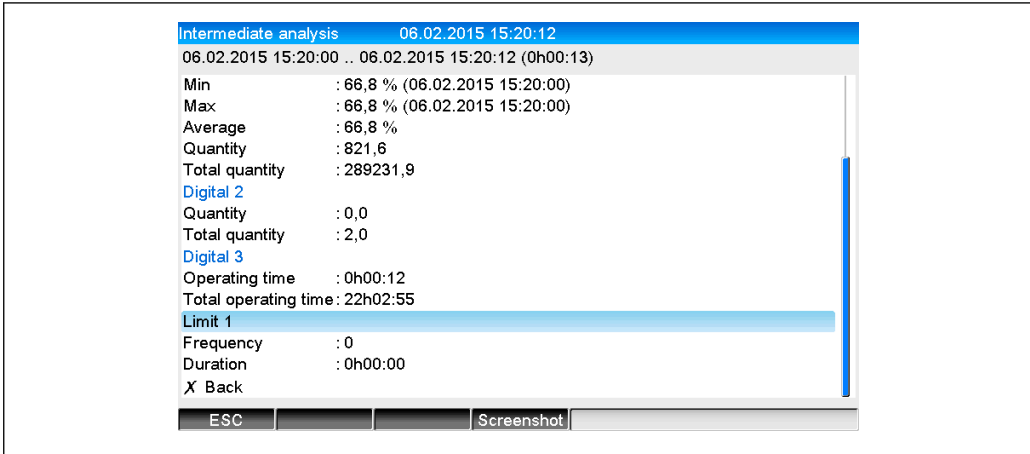 Intermediate analysis 06.02.2015 15:20:12
06.02.2015 15:20:00 .. 06.02.2015 15:20:12 (0h00:13)
Min : 66,8 % (06.02.2015 15:20:00)
Max : 66,8 % (06.02.2015 15:20:00)
Average : 66,8 %
Quantity : 821,6
Total quantity : 289231,9
Digital 2
Quantity : 0,0
Total quantity : 2,0
Digital 3
Operating time : 0h00:12
Total operating time : 22h02:55
Limit 1
Frequency : 0
Duration : 0h00:00
✗ Back
ESC Screenshot